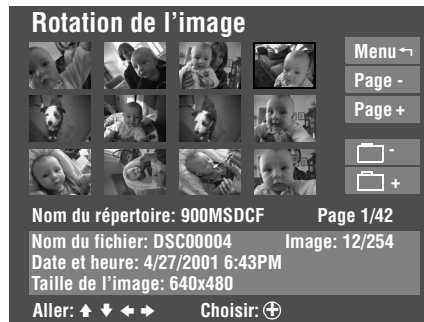 Rotation de l'image
Menu
Page -
Page +
-
+
Nom du répertoire: 900MSDCF Page 1/42
Nom du fichier: DSC00004 Image: 12/254
Date et heure: 4/27/2001 6:43PM
Taille de l'image: 640x480
Aller: Choisir: